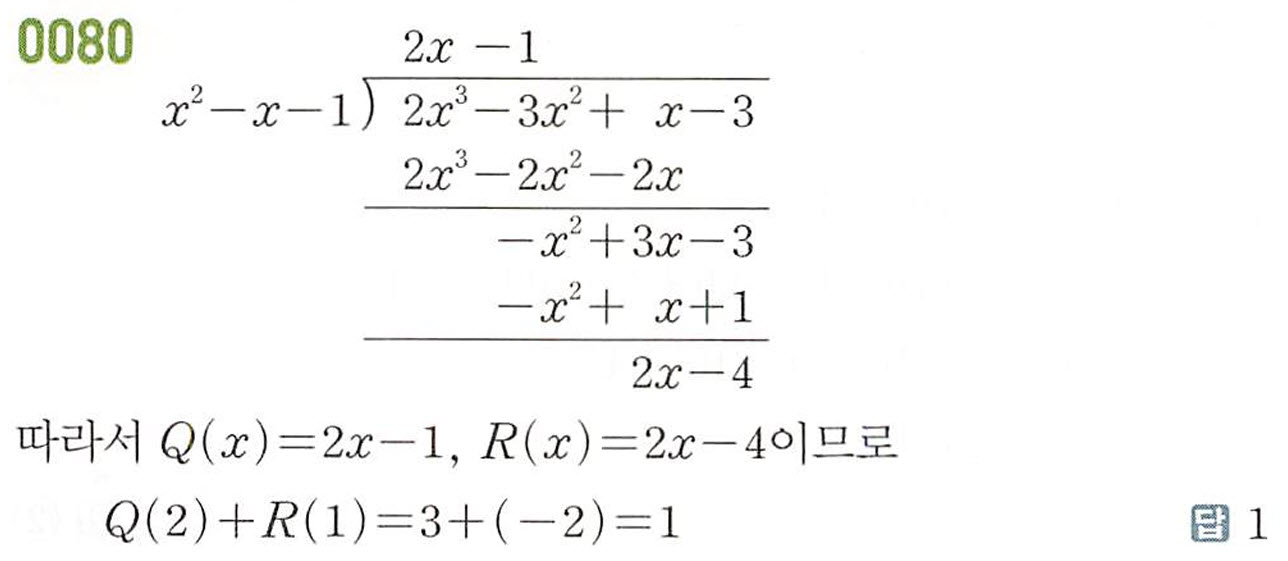 0080
2x -1
x²-x-1) 2x³-3x²+ x-3
2x³-2x²-2x
-x²+3x-3
-x²+ x+1
2x-4
따라서 Q(x)=2x-1, R(x)=2x-4이므로
Q(2)+R(1)=3+(-2)=1 답 1